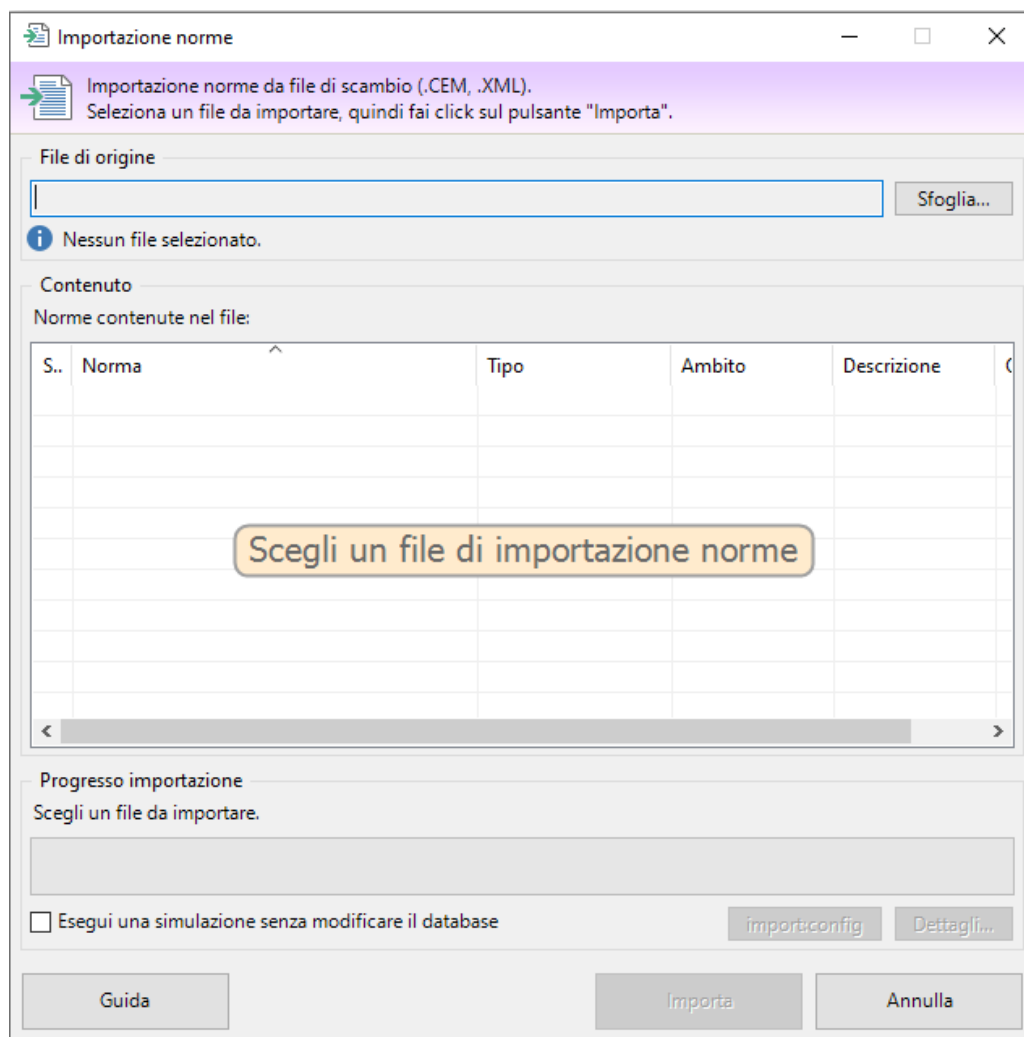 Importazione norme
Importazione norme da file di scambio (.CEM, .XML).
Seleziona un file da importare, quindi fai click sul pulsante "Importa".
File di origine
Sfoglia...
Nessun file selezionato.
Contenuto
Norme contenute nel file:
S.. Norma Tipo Ambito Descrizione
Scegli un file di importazione norme
Progresso importazione
Scegli un file da importare.
Esegui una simulazione senza modificare il database import:config Dettagli...
Guida Importa Annulla